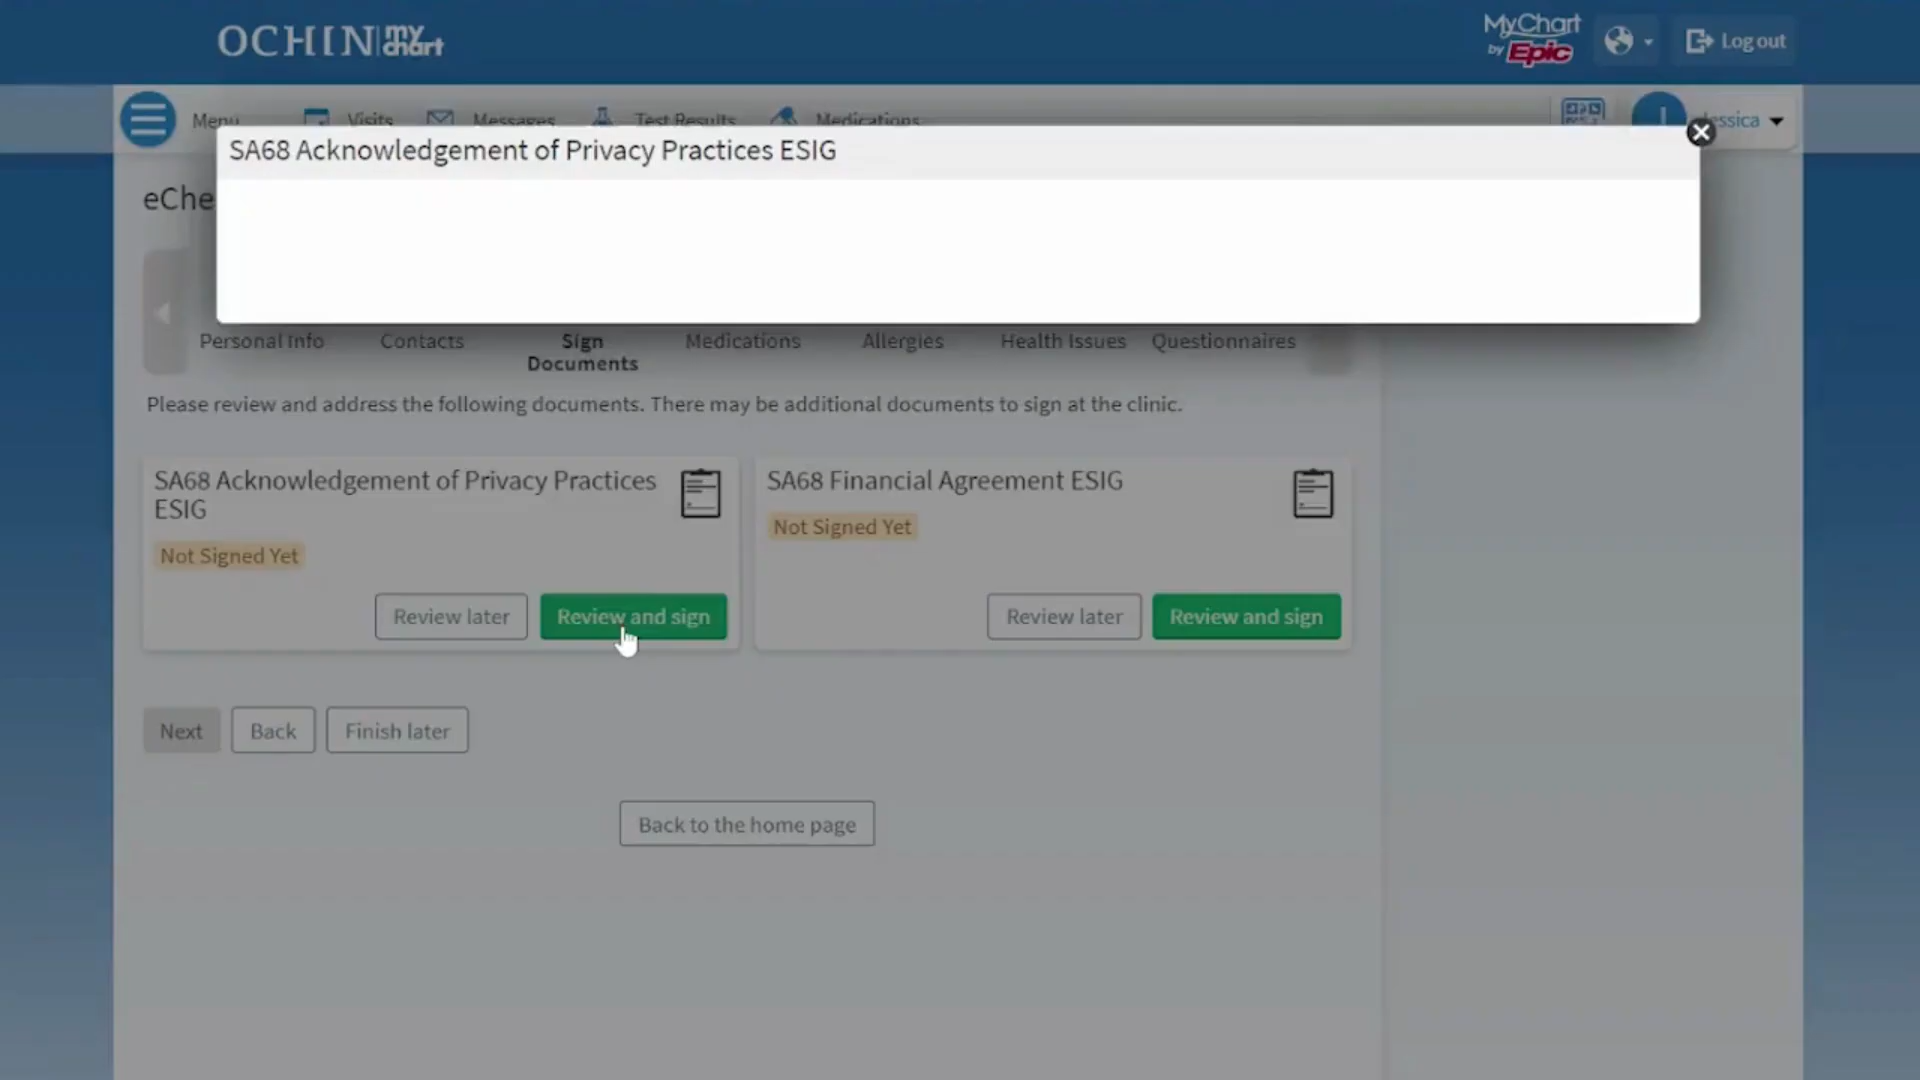 OCHIN my chart
MyChart by Epic
Log out
Menu Visits Messages Test Results Medications
SA68 Acknowledgement of Privacy Practices ESIG
eChe
Personal Info Contacts Sign Documents Medications Allergies Health Issues Questionnaires
Please review and address the following documents. There may be additional documents to sign at the clinic.
SA68 Acknowledgement of Privacy Practices
ESIG
Not Signed Yet
Review later Review and sign
SA68 Financial Agreement ESIG
Not Signed Yet
Review later Review and sign
Next Back Finish later
Back to the home page